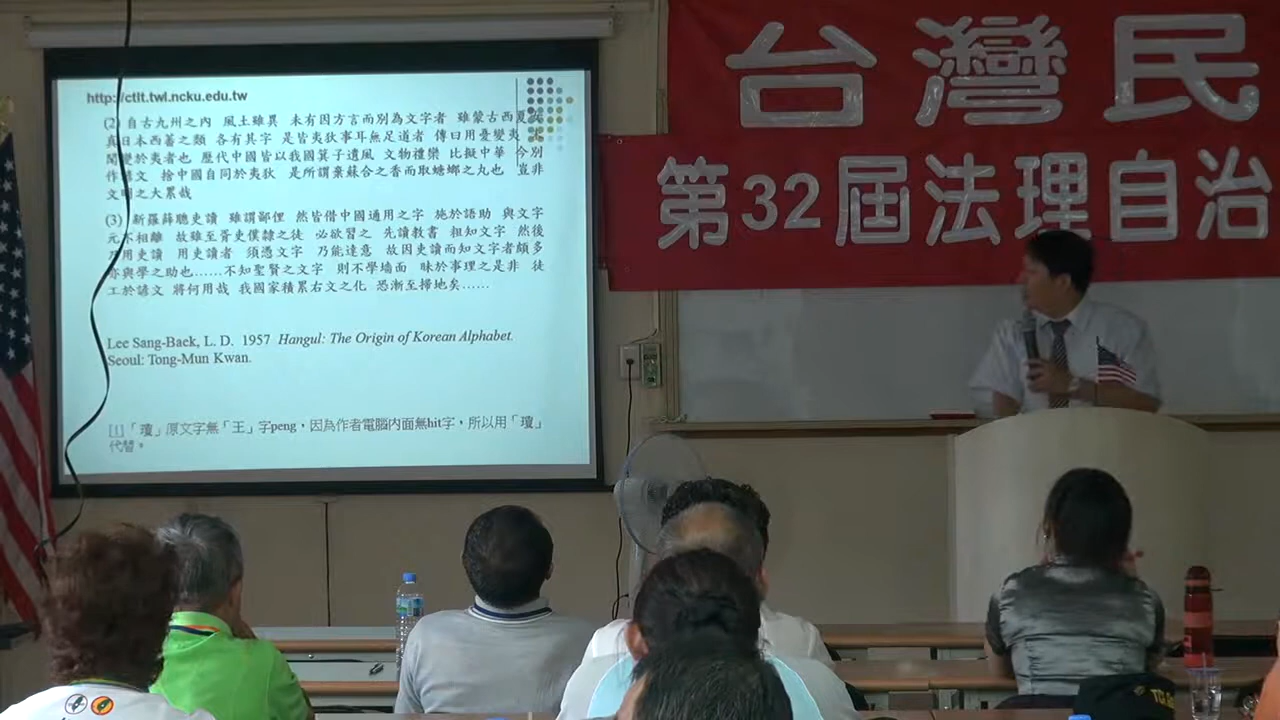 http://ctlt.twl.ncku.edu.tw
(2) 自古九州之內 風土雖異 未有因方言而別為文字者 雖蒙古西夏女
真日本西蕃之類 各有其字 是皆夷狄事耳無足道者 傳曰用夏變夷 未
聞變於夷者也 歷代中國皆以我國箕子遺風 文物禮樂 比擬中華 今別
作諺文 捨中國自同於夷狄 是所謂棄蘇合之香而取螗螂之丸也 豈非
文明之大累哉
(3) 新羅薛聰吏讀 雖謂鄙俚 然皆借中國通用之字 施於語助 與文字
元不相離 故雖至胥吏僕隸之徒 必欲習之 先讀數書 粗知文字 然後
乃用吏讀 用吏讀者 須憑文字 乃能達意 故因吏讀而知文字者頗多
亦興學之助也……不知聖賢之文字 則不學墻面 昧於事理之是非 徒
工於諺文 將何用哉 我國家積累右文之化 恐漸至掃地矣……
Lee Sang-Baek, L. D. 1957 Hangul: The Origin of Korean Alphabet.
Seoul: Tong-Mun Kwan.
[1]「瓊」原文字無「王」字peng，因為作者電腦內面無hit字，所以用「瓊」
代替。
台灣民
第32屆法理自治